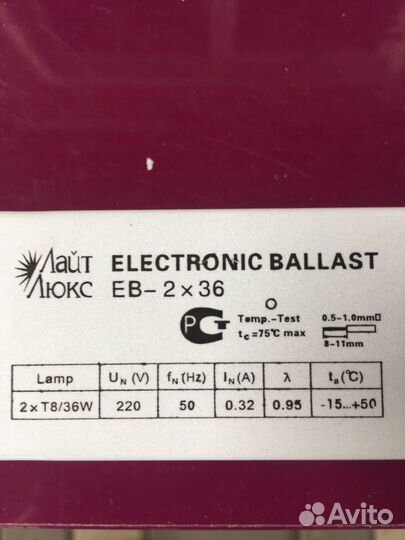 Лайт ELECTRONIC BALLAST
Люкс EB-2×36
Temp.-Test 0.5-1.0mm□
tc=75℃ max 8-11mm
Lamp UN (V) fN (Hz) IN (A) λ ta (℃)
2×T8/36W 220 50 0.32 0.95 -15...+50
Avito